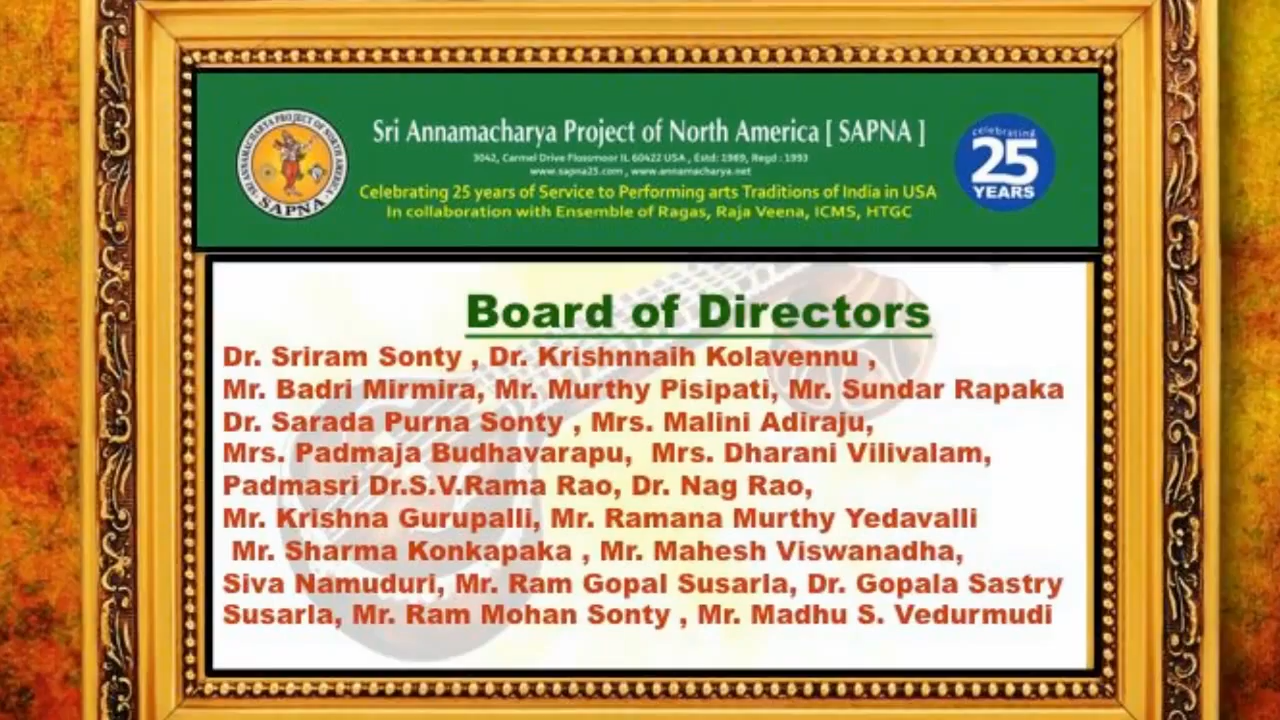 SRI ANNAMACHARYA PROJECT OF NORTH AMERICA
SAPNA
Sri Annamacharya Project of North America [ SAPNA ]
3042, Carmel Drive Flossmoor IL 60422 USA , Estd: 1989, Regd : 1993
www.sapna25.com , www.annamacharya.net
Celebrating 25 years of Service to Performing arts Traditions of India in USA
In collaboration with Ensemble of Ragas, Raja Veena, ICMS, HTGC
celebrating
25
YEARS
Board of Directors
Dr. Sriram Sonty , Dr. Krishnnaih Kolavennu ,
Mr. Badri Mirmira, Mr. Murthy Pisipati, Mr. Sundar Rapaka
Dr. Sarada Purna Sonty , Mrs. Malini Adiraju,
Mrs. Padmaja Budhavarapu, Mrs. Dharani Vilivalam,
Padmasri Dr.S.V.Rama Rao, Dr. Nag Rao,
Mr. Krishna Gurupalli, Mr. Ramana Murthy Yedavalli
Mr. Sharma Konkapaka , Mr. Mahesh Viswanadha,
Siva Namuduri, Mr. Ram Gopal Susarla, Dr. Gopala Sastry
Susarla, Mr. Ram Mohan Sonty , Mr. Madhu S. Vedurmudi